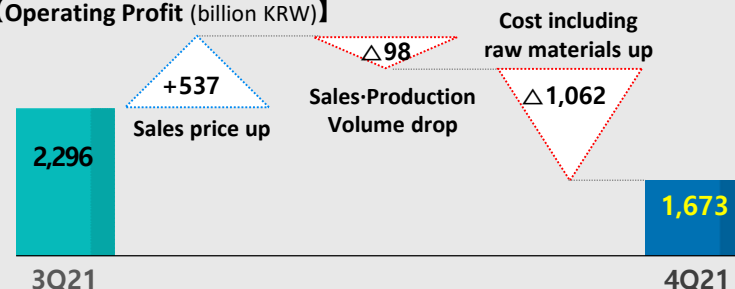 【Operating Profit (billion KRW)】
Cost including
raw materials up
△98
+537
△1,062
Sales·Production
Volume drop
Sales price up
2,296
1,673
3Q21
4Q21